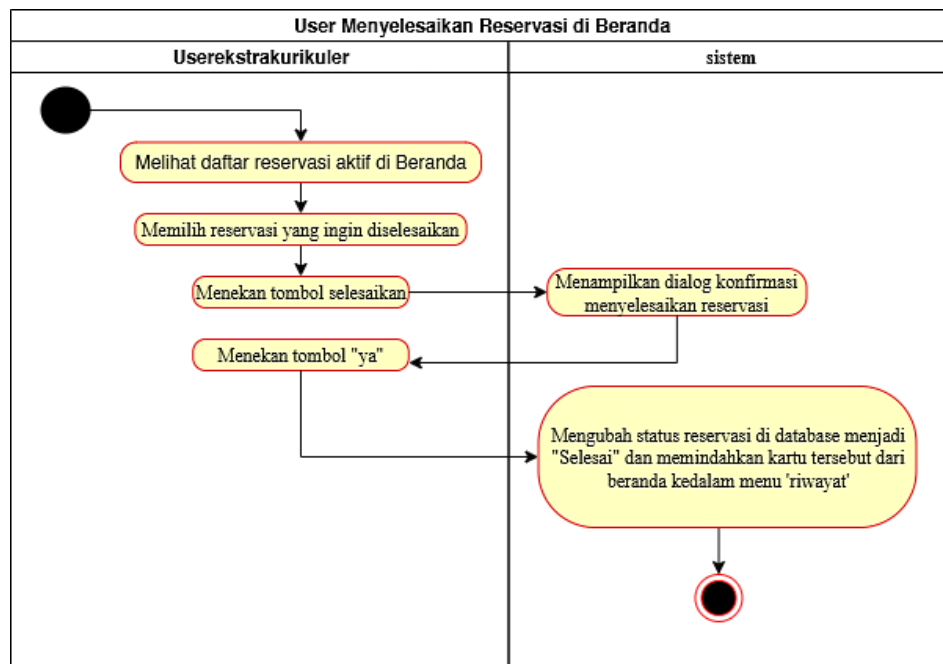 User Menyelesaikan Reservasi di Beranda
Userekstrakurikuler
sistem
Melihat daftar reservasi aktif di Beranda
Memilih reservasi yang ingin diselesaikan
Menekan tombol selesaikan
Menampilkan dialog konfirmasi
menyelesaikan reservasi
Menekan tombol "ya"
Mengubah status reservasi di database menjadi
"Selesai" dan memindahkan kartu tersebut dari
beranda kedalam menu 'riwayat'